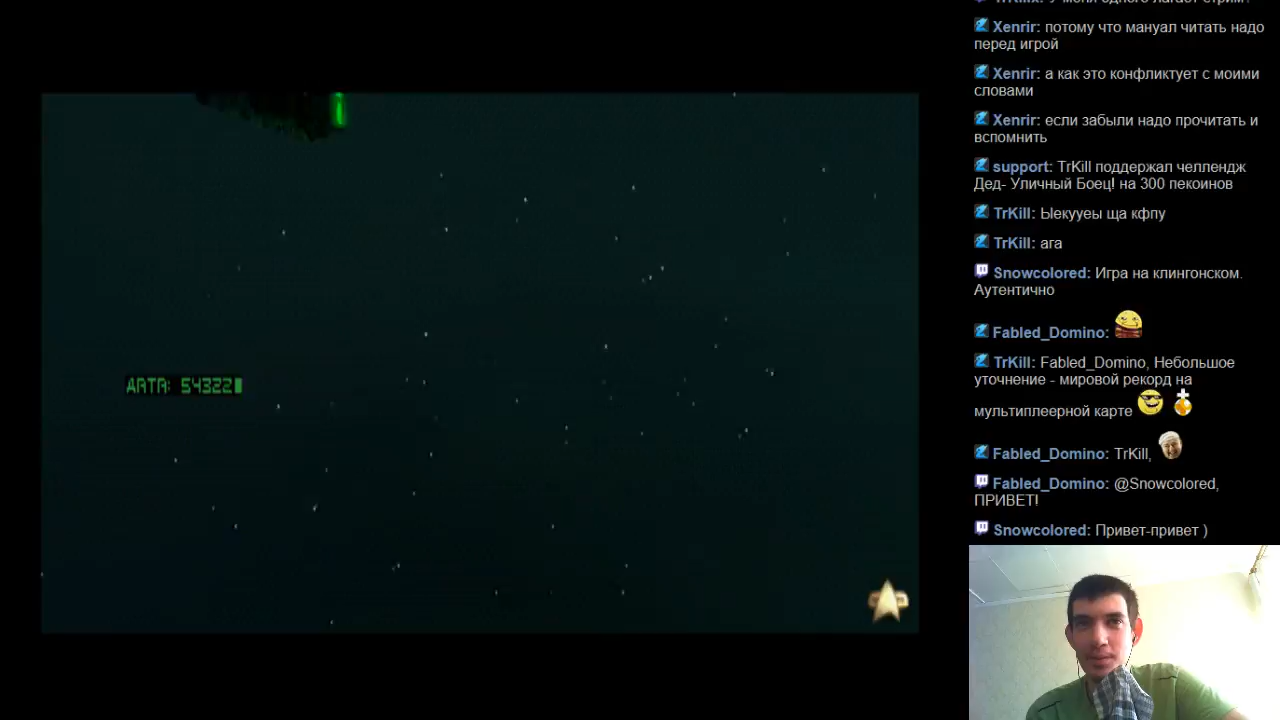 Xenrir: потому что мануал читать надо
перед игрой
Xenrir: а как это конфликтует с моими
словами
Xenrir: если забыли надо прочитать и
вспомнить
support: TrKill поддержал челлендж
Дед- Уличный Боец! на 300 пекоинов
TrKill: Ыекууеы ща кфпу
TrKill: ага
Snowcolored: Игра на клингонском.
Аутентично
Fabled_Domino:
TrKill: Fabled_Domino, Небольшое
уточнение - мировой рекорд на
мультиплеерной карте
Fabled_Domino: TrKill,
Fabled_Domino: @Snowcolored,
ПРИВЕТ!
Snowcolored: Привет-привет )
ДАТА: 54322